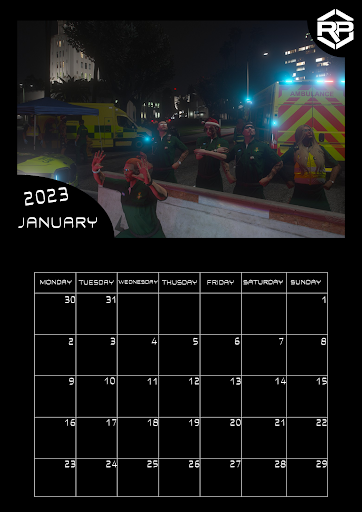 RP
AMBULANCE
2023
JANUARY
MONDAY TUESDAY WEDNESDAY THUSDAY FRIDAY SATURDAY SUNDAY
30 31 1
2 3 4 5 6 7 8
9 10 11 12 13 14 15
16 17 18 19 20 21 22
23 24 25 26 27 28 29